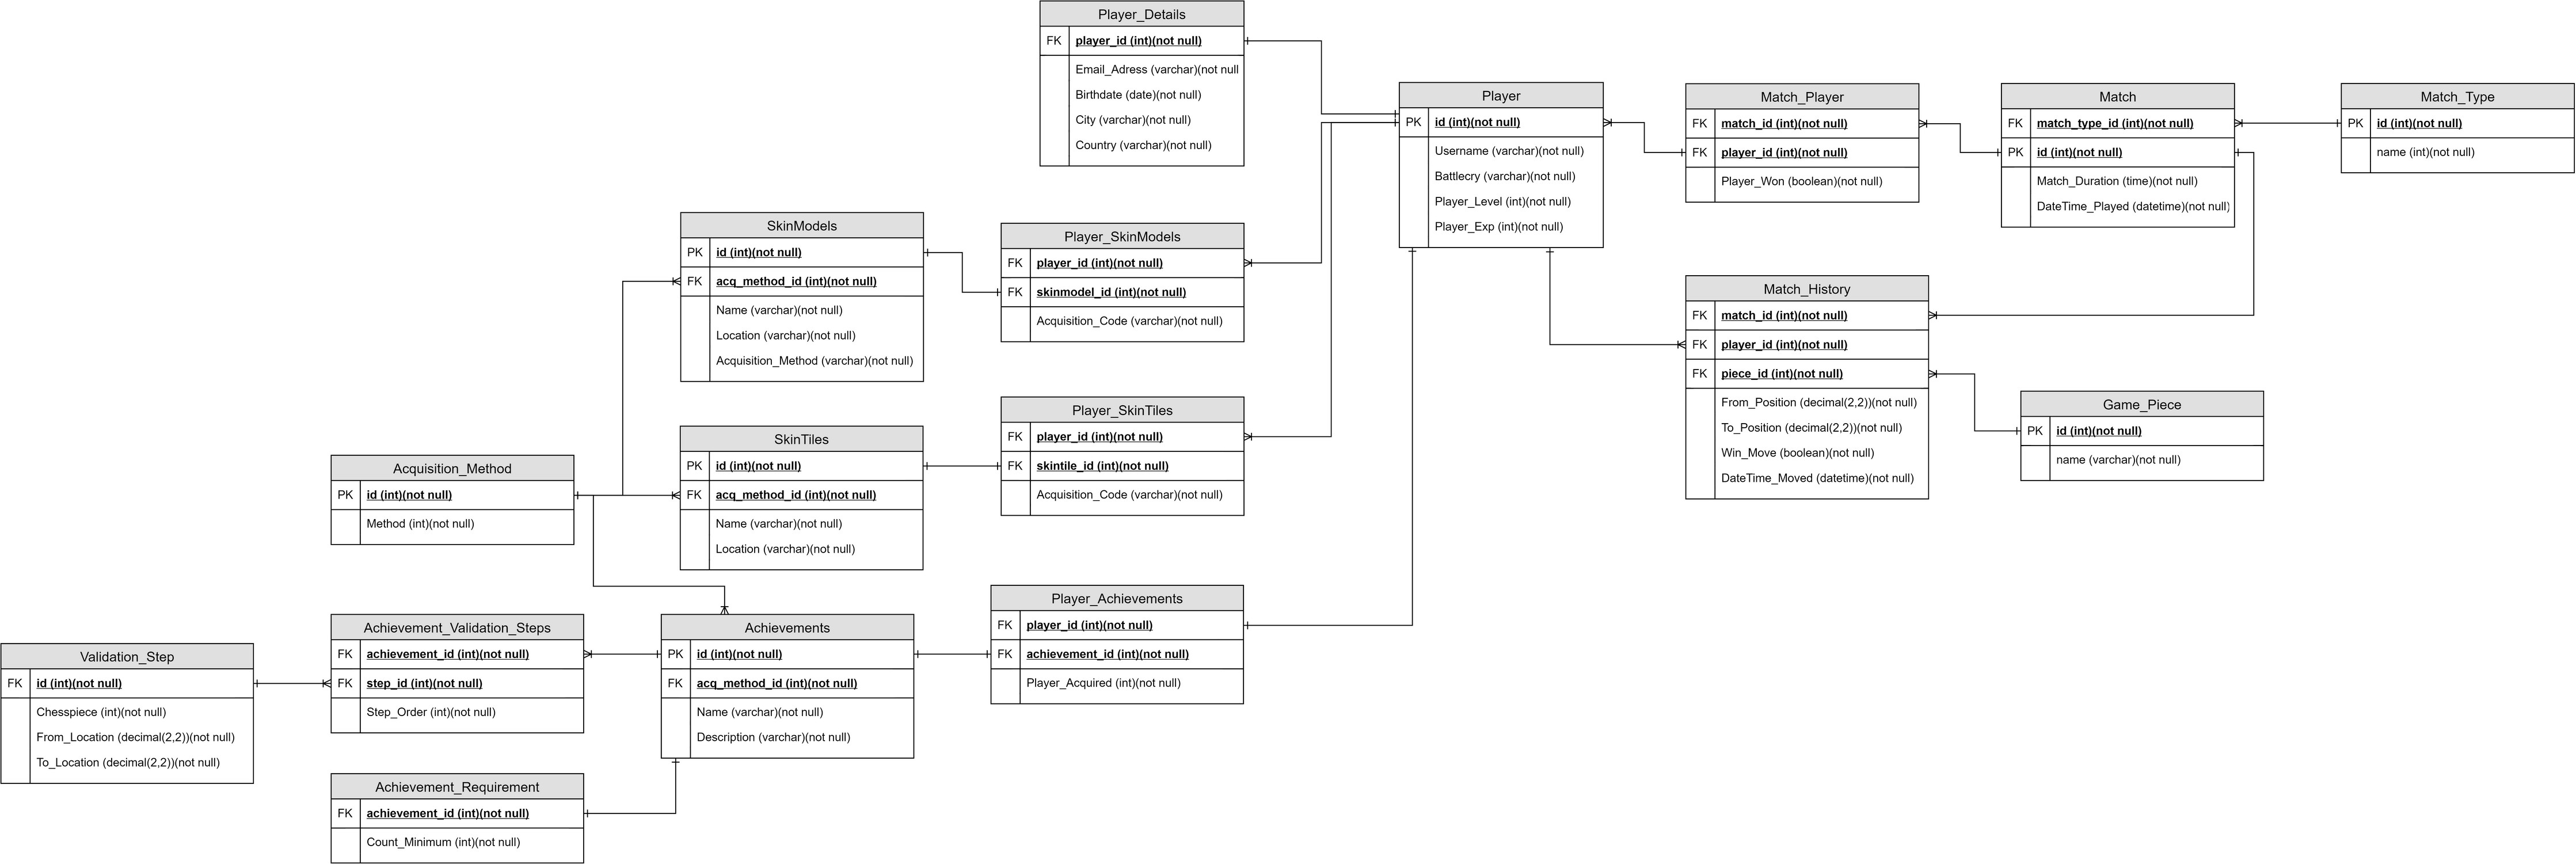 Player_Details
FK player_id (int)(not null)
Email_Adress (varchar)(not null
Birthdate (date)(not null)
City (varchar)(not null)
Country (varchar)(not null)
Player
PK id (int)(not null)
Username (varchar)(not null)
Battlecry (varchar)(not null)
Player_Level (int)(not null)
Player_Exp (int)(not null)
Match_Player
FK match_id (int)(not null)
FK player_id (int)(not null)
Player_Won (boolean)(not null)
Match
FK match_type_id (int)(not null)
PK id (int)(not null)
Match_Duration (time)(not null)
DateTime_Played (datetime)(not null)
Match_Type
PK id (int)(not null)
name (int)(not null)
SkinModels
PK id (int)(not null)
FK acq_method_id (int)(not null)
Name (varchar)(not null)
Location (varchar)(not null)
Acquisition_Method (varchar)(not null)
Player_SkinModels
FK player_id (int)(not null)
FK skinmodel_id (int)(not null)
Acquisition_Code (varchar)(not null)
Match_History
FK match_id (int)(not null)
FK player_id (int)(not null)
FK piece_id (int)(not null)
From_Position (decimal(2,2))(not null)
To_Position (decimal(2,2))(not null)
Win_Move (boolean)(not null)
DateTime_Moved (datetime)(not null)
Game_Piece
PK id (int)(not null)
name (varchar)(not null)
Player_SkinTiles
FK player_id (int)(not null)
FK skintile_id (int)(not null)
Acquisition_Code (varchar)(not null)
SkinTiles
PK id (int)(not null)
FK acq_method_id (int)(not null)
Name (varchar)(not null)
Location (varchar)(not null)
Acquisition_Method
PK id (int)(not null)
Method (int)(not null)
Player_Achievements
FK player_id (int)(not null)
FK achievement_id (int)(not null)
Player_Acquired (int)(not null)
Achievements
PK id (int)(not null)
FK acq_method_id (int)(not null)
Name (varchar)(not null)
Description (varchar)(not null)
Achievement_Validation_Steps
FK achievement_id (int)(not null)
FK step_id (int)(not null)
Step_Order (int)(not null)
Validation_Step
FK id (int)(not null)
Chesspiece (int)(not null)
From_Location (decimal(2,2))(not null)
To_Location (decimal(2,2))(not null)
Achievement_Requirement
FK achievement_id (int)(not null)
Count_Minimum (int)(not null)